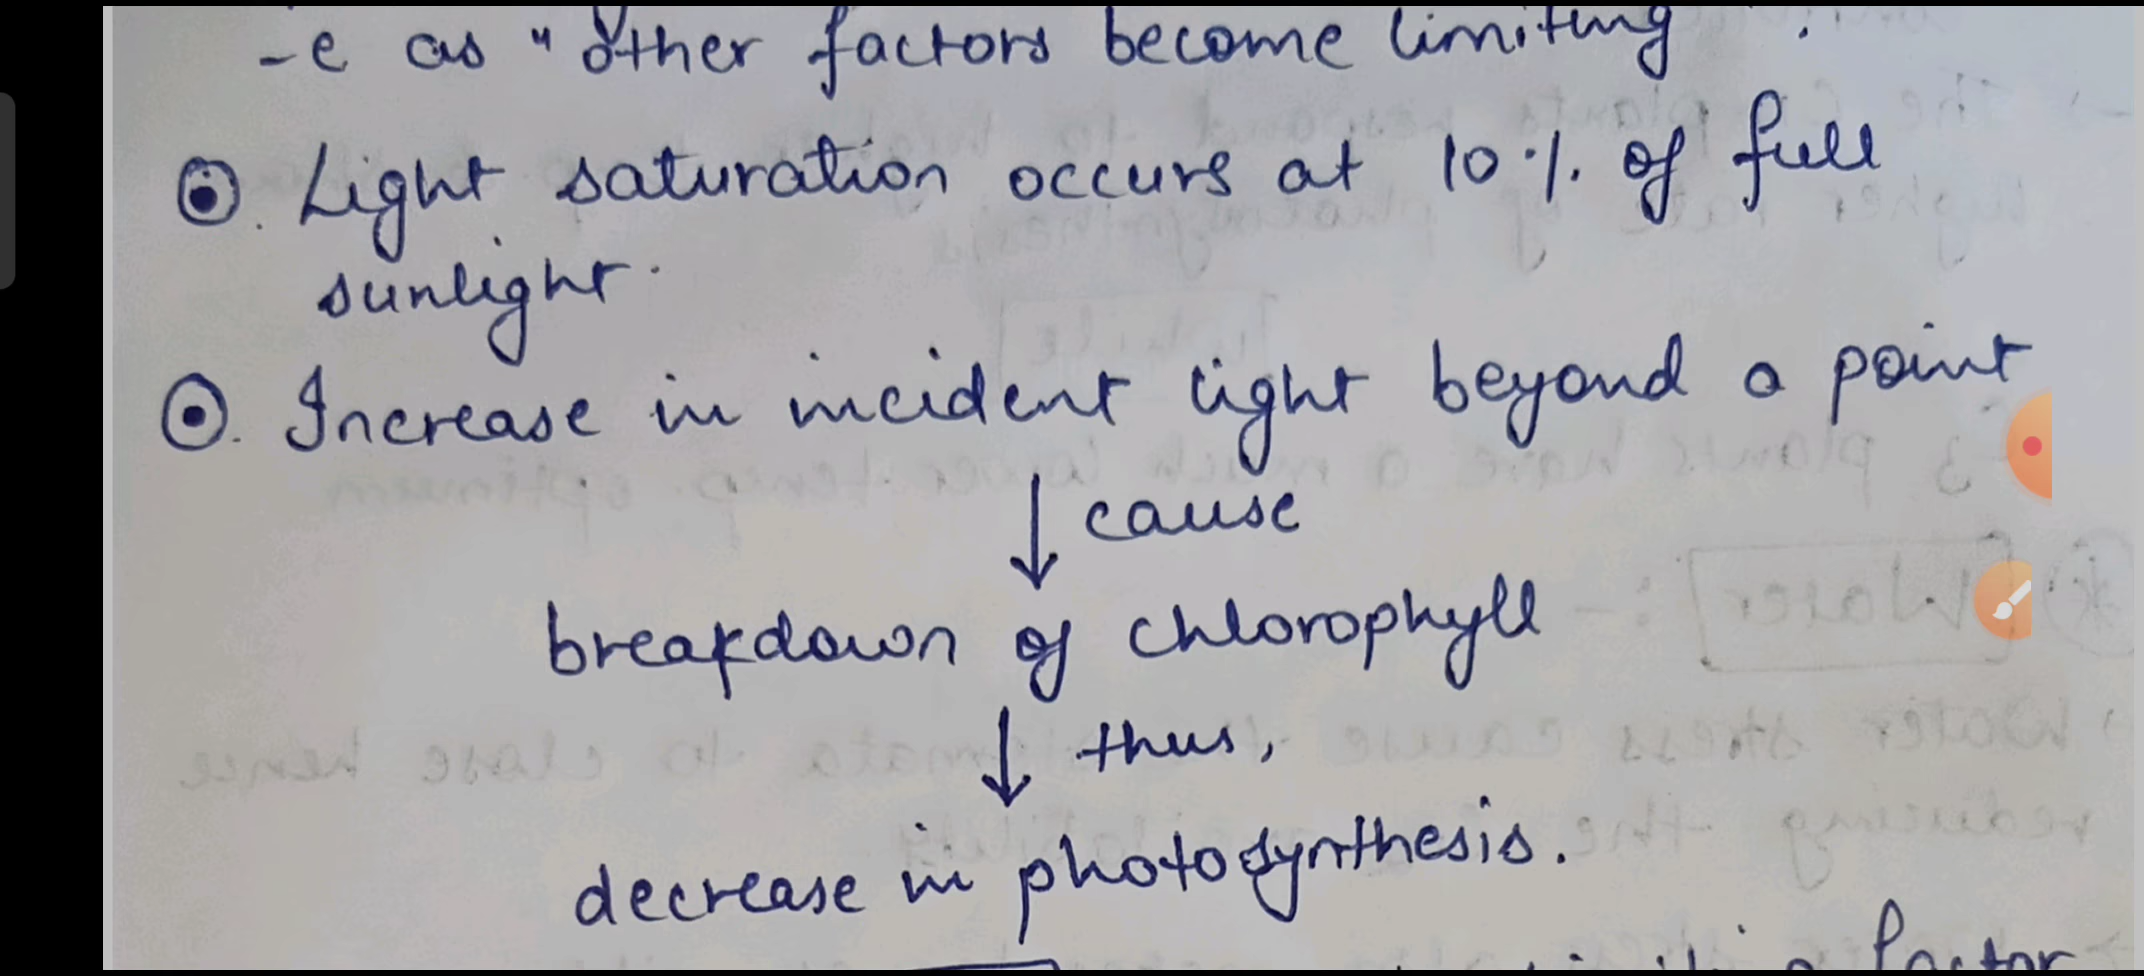 -e as "other factors become limiting".
⊙. Light saturation occurs at 10% of full
sunlight.
⊙. Increase in incident light beyond a point
↓ cause
breakdown of chlorophyll
↓ thus,
decrease in photosynthesis.
a factor